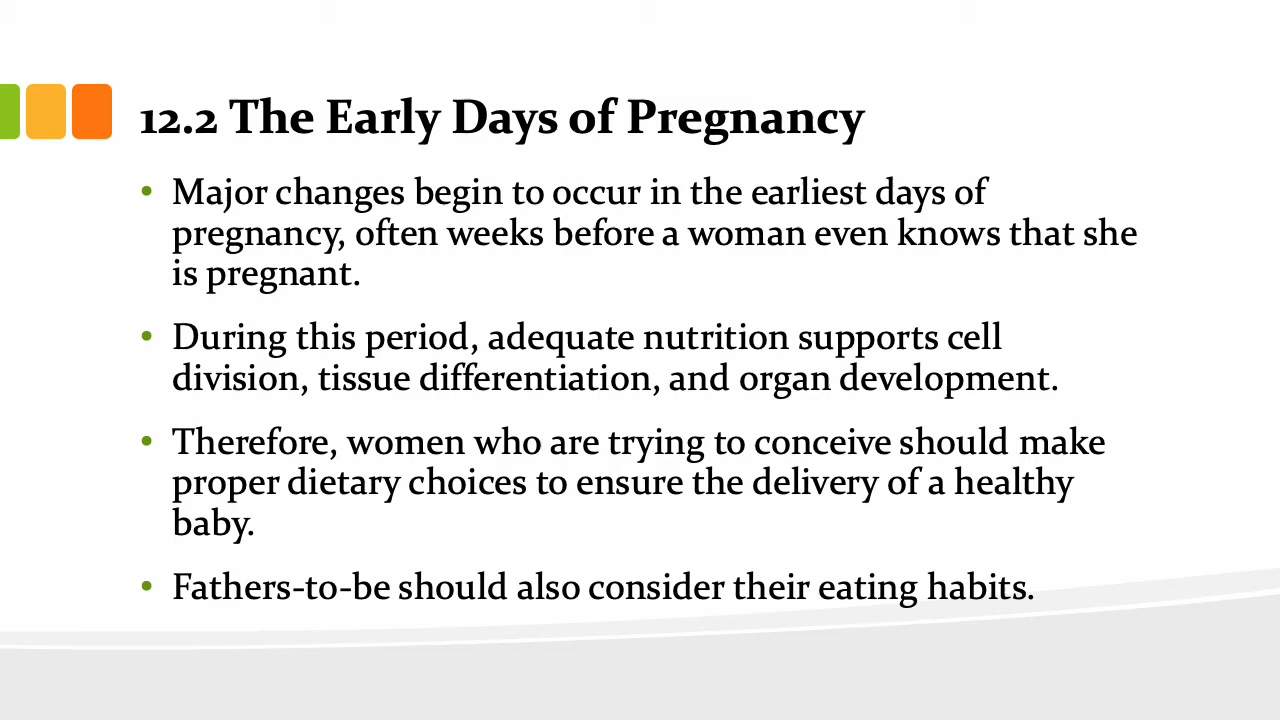 12.2 The Early Days of Pregnancy
• Major changes begin to occur in the earliest days of
pregnancy, often weeks before a woman even knows that she
is pregnant.
• During this period, adequate nutrition supports cell
division, tissue differentiation, and organ development.
• Therefore, women who are trying to conceive should make
proper dietary choices to ensure the delivery of a healthy
baby.
• Fathers-to-be should also consider their eating habits.